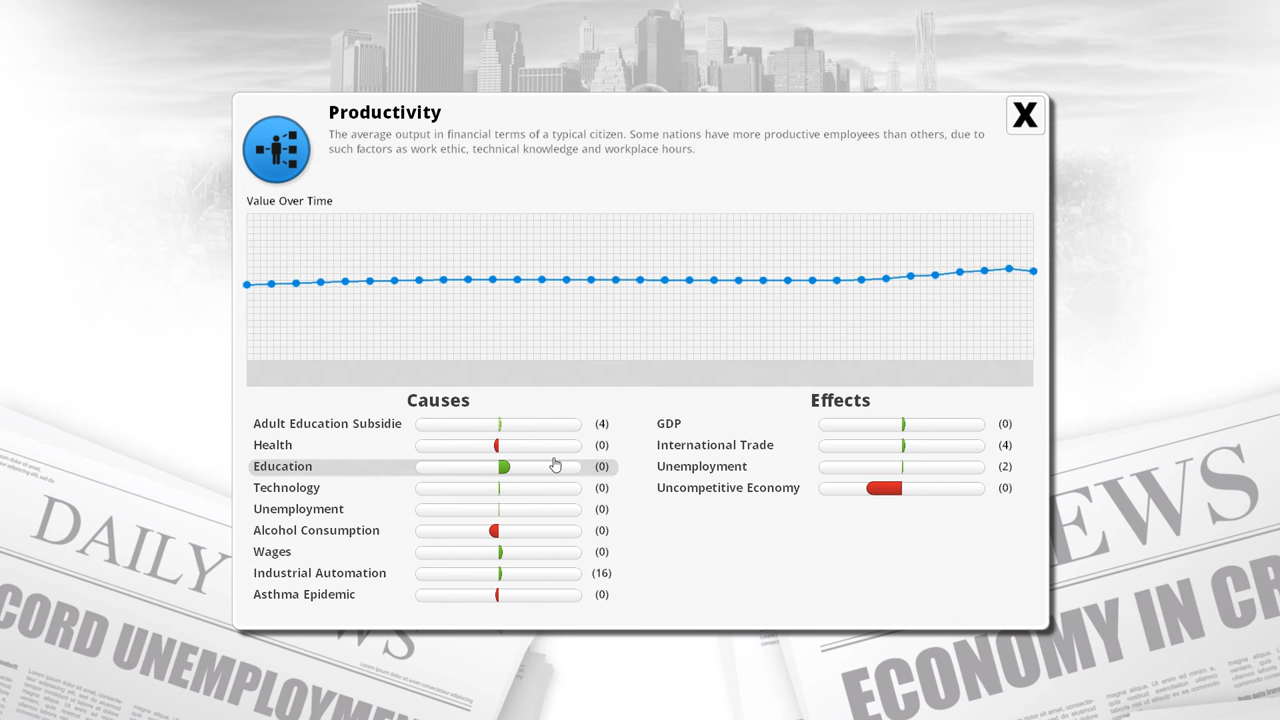 Productivity
X
The average output in financial terms of a typical citizen. Some nations have more productive employees than others, due to
such factors as work ethic, technical knowledge and workplace hours.
Value Over Time
Causes
Adult Education Subsidie (4)
Health (0)
Education (0)
Technology (0)
Unemployment (0)
Alcohol Consumption (0)
Wages (0)
Industrial Automation (16)
Asthma Epidemic (0)
Effects
GDP (0)
International Trade (4)
Unemployment (2)
Uncompetitive Economy (0)
DAILY
WS
CORD UNEMPLOYME
EWS
ECONOMY IN CR